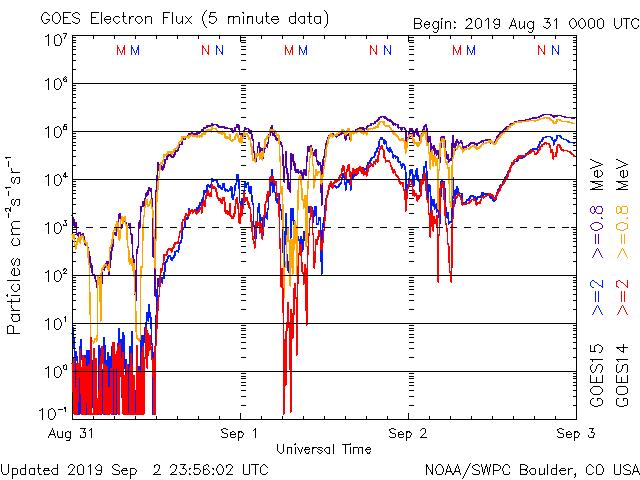 GOES Electron Flux (5 minute data)
Begin: 2019 Aug 31 0000 UTC
M M N N M M N N M M N N
10⁷
10⁶
10⁵
10⁴
10³
10²
10¹
10⁰
10⁻¹
Particles cm⁻²s⁻¹sr⁻¹
Aug 31 Sep 1 Sep 2 Sep 3
Universal Time
GOES15 >=2 >=0.8 MeV
GOES14 >=2 >=0.8 MeV
Updated 2019 Sep 2 23:56:02 UTC
NOAA/SWPC Boulder, CO USA